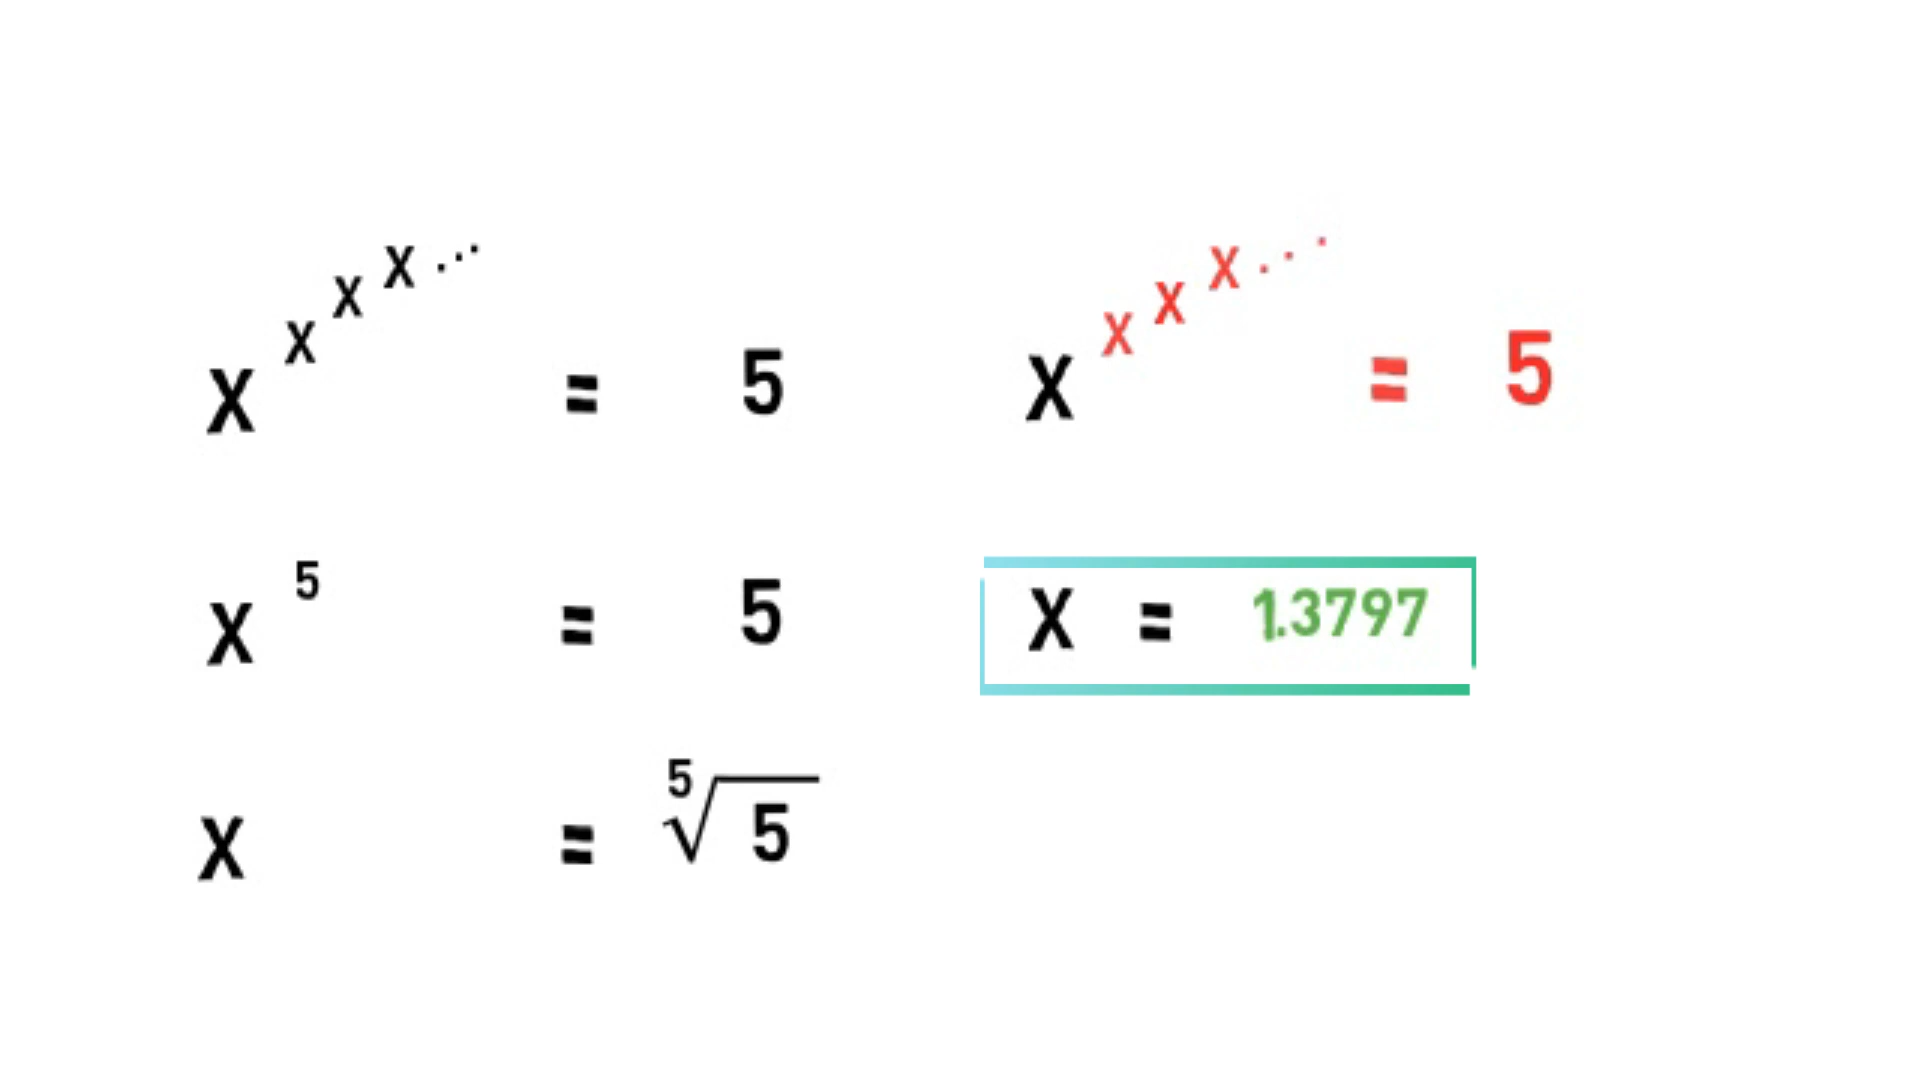 x^x^x^x⋰ = 5
x^5 = 5
x = ⁵√5
x^x^x^x⋰ = 5
x = 1.3797